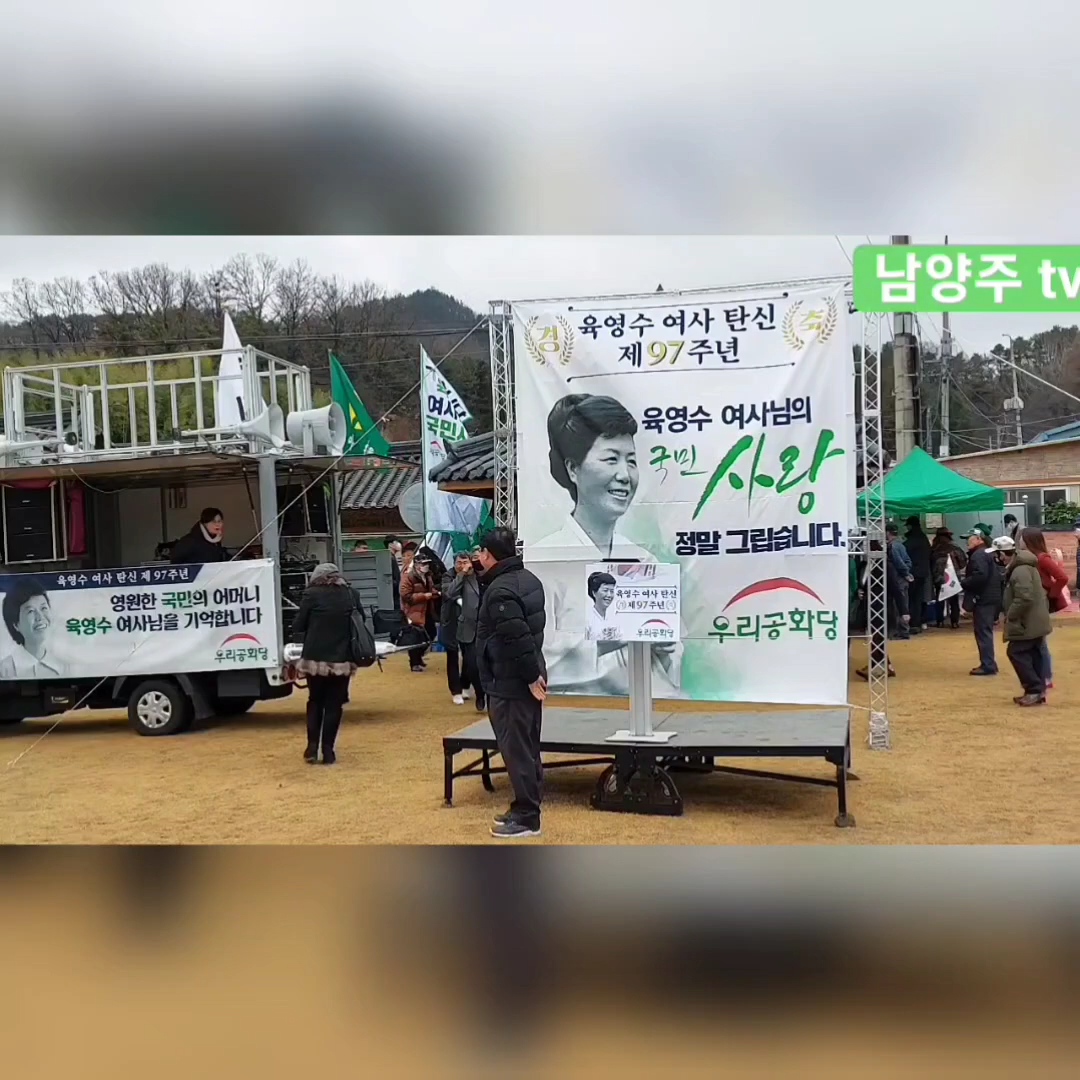 남양주 tv
경 축
육영수 여사 탄신
제97주년
육영수 여사님의
국민 사랑
정말 그립습니다.
우리공화당
육영수 여사 탄신
제97주년
우리공화당
여사
국민
육영수 여사 탄신 제97주년
영원한 국민의 어머니
육영수 여사님을 기억합니다
우리공화당